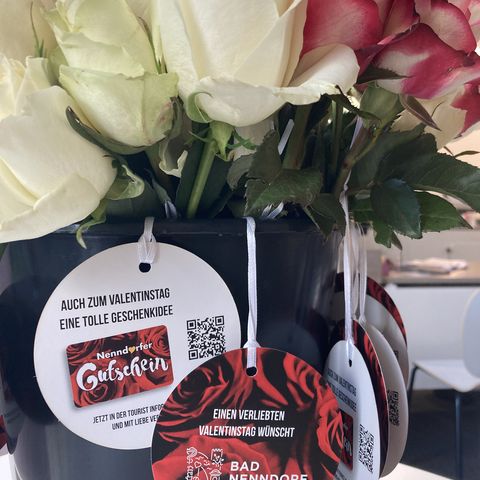 AUCH ZUM VALENTINSTAG
EINE TOLLE GESCHENKIDEE
Nenndorfer
Gutschein
JETZT IN DER TOURIST
UND MIT LIEBE
EINEN VERLIEBTEN
VALENTINSTAG WÜNSCHT
BAD
NENNDORF